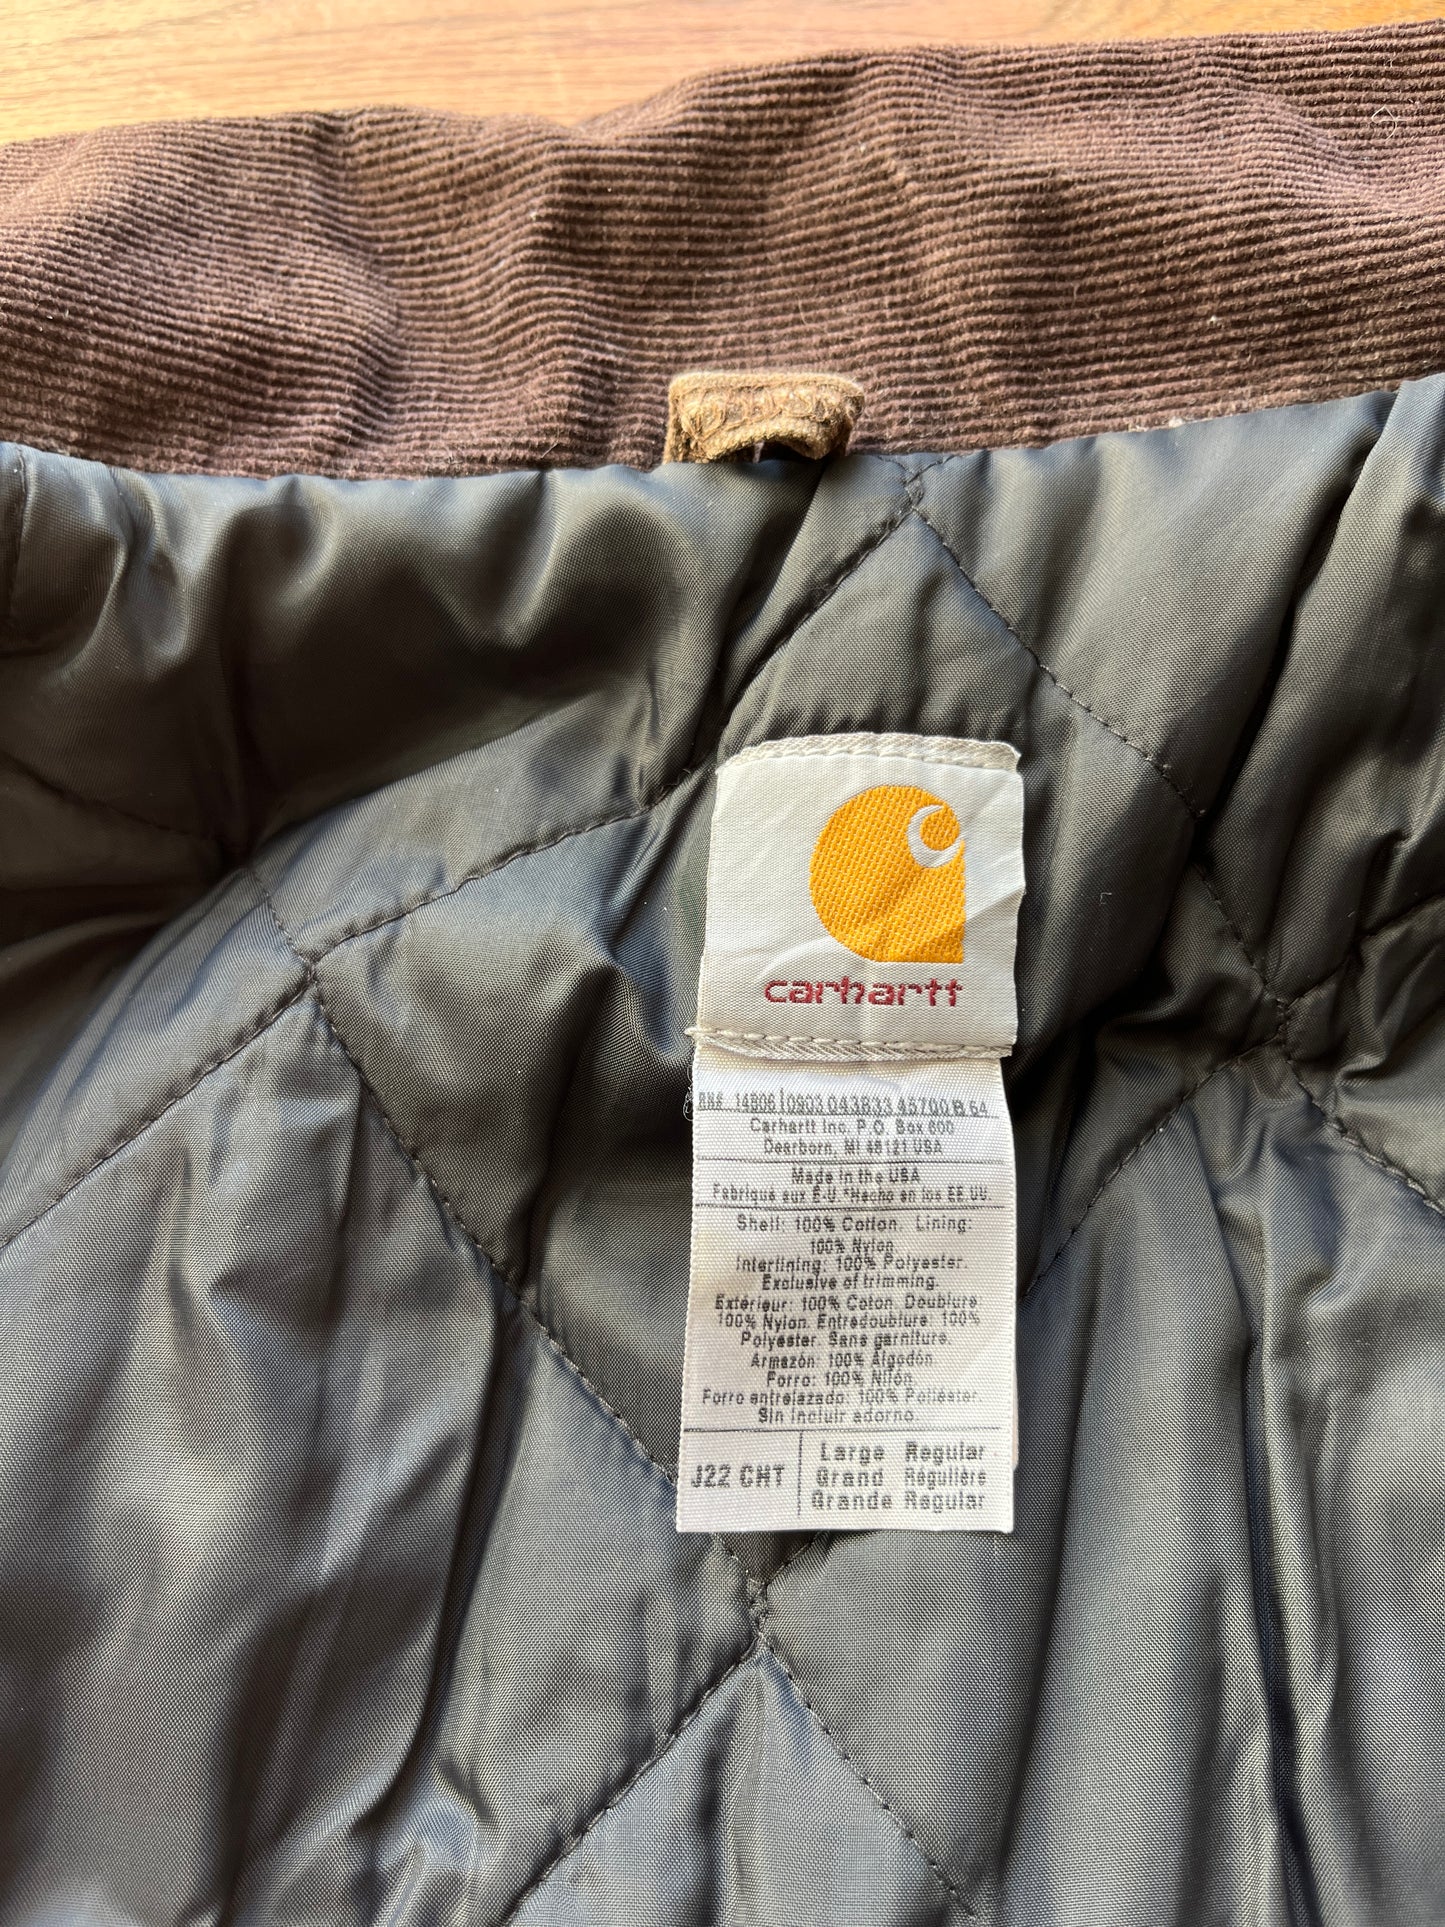 carhartt
RN# 14806 0903 043833 45700 B 64
Carhartt Inc. P.O. Box 600
Dearborn, MI 48121 USA
Made in the USA
Fabriqué aux É-U. *Hecho en los EE.UU.
Shell: 100% Cotton. Lining:
100% Nylon
Interlining: 100% Polyester.
Exclusive of trimming.
Extérieur: 100% Coton. Doublure:
100% Nylon. Entredoublure: 100%
Polyester. Sans garniture.
Armazón: 100% Algodón
Forro: 100% Nilón
Forro entrelazado: 100% Poliéster.
Sin incluir adorno.
J22 CHT
Large Regular
Grand Régulière
Grande Regular